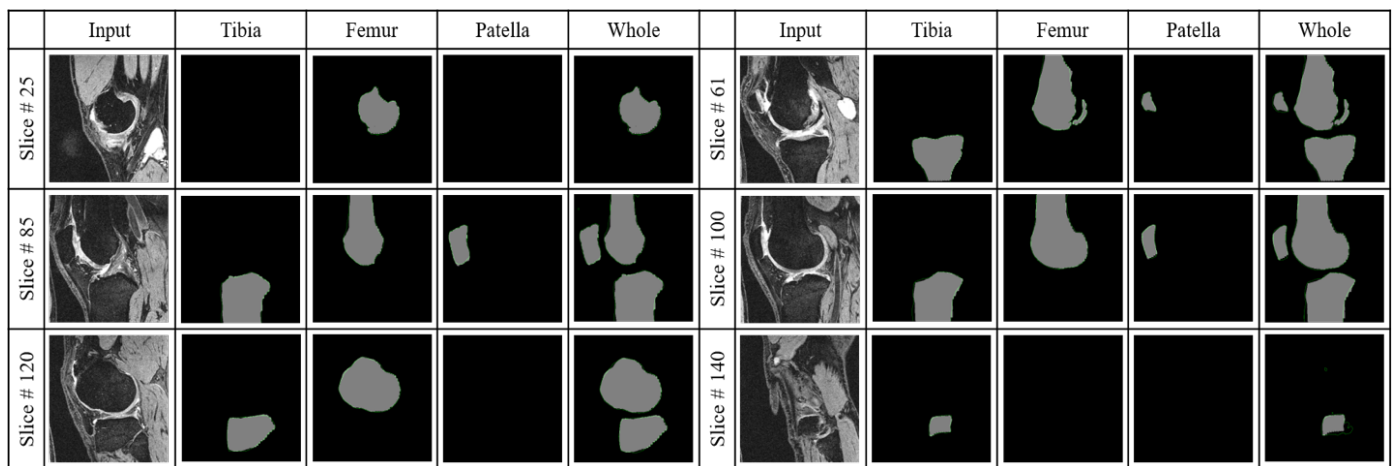 Input Tibia Femur Patella Whole Input Tibia Femur Patella Whole
Slice # 25
Slice # 61
Slice # 85
Slice # 100
Slice # 120
Slice # 140